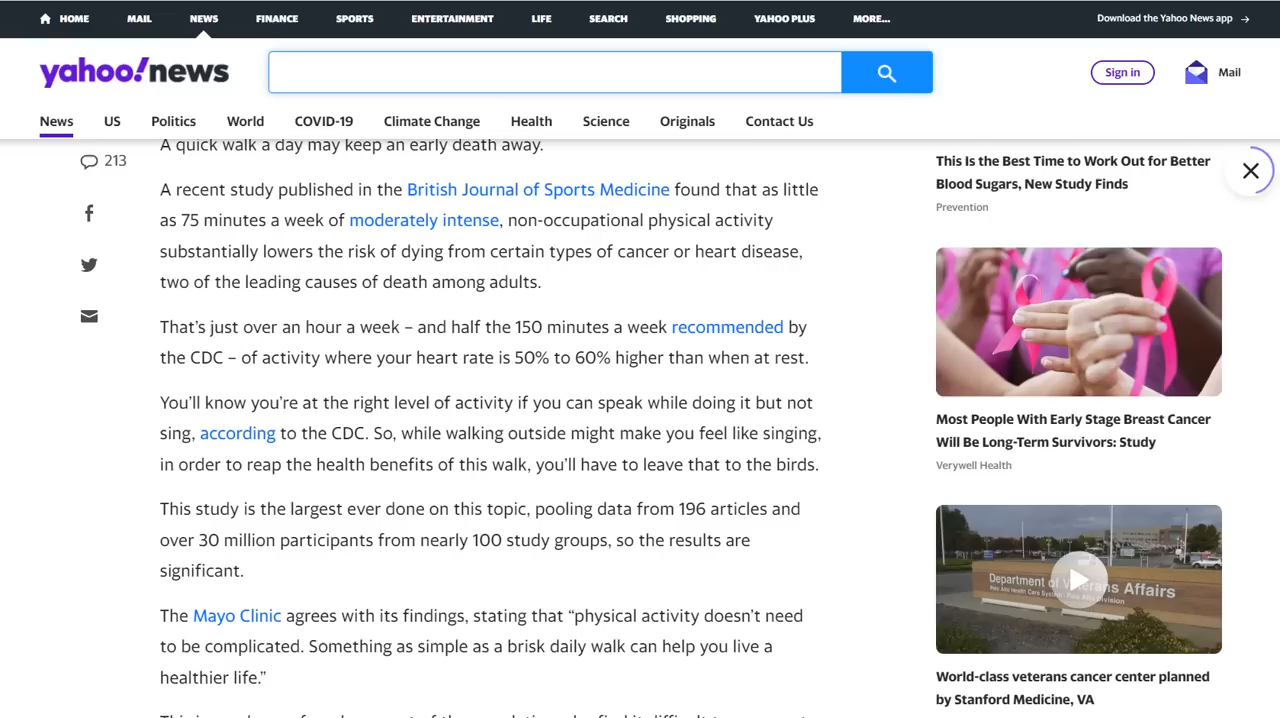 HOME MAIL NEWS FINANCE SPORTS ENTERTAINMENT LIFE SEARCH SHOPPING YAHOO PLUS MORE... Download the Yahoo News app →
yahoo!news
Sign in
Mail
News US Politics World COVID-19 Climate Change Health Science Originals Contact Us
213
A quick walk a day may keep an early death away.
A recent study published in the British Journal of Sports Medicine found that as little
as 75 minutes a week of moderately intense, non-occupational physical activity
substantially lowers the risk of dying from certain types of cancer or heart disease,
two of the leading causes of death among adults.
That’s just over an hour a week – and half the 150 minutes a week recommended by
the CDC – of activity where your heart rate is 50% to 60% higher than when at rest.
You’ll know you’re at the right level of activity if you can speak while doing it but not
sing, according to the CDC. So, while walking outside might make you feel like singing,
in order to reap the health benefits of this walk, you’ll have to leave that to the birds.
This study is the largest ever done on this topic, pooling data from 196 articles and
over 30 million participants from nearly 100 study groups, so the results are
significant.
The Mayo Clinic agrees with its findings, stating that “physical activity doesn’t need
to be complicated. Something as simple as a brisk daily walk can help you live a
healthier life.”
This Is the Best Time to Work Out for Better
Blood Sugars, New Study Finds
Prevention
Most People With Early Stage Breast Cancer
Will Be Long-Term Survivors: Study
Verywell Health
Department of Veterans Affairs
Palo Alto Health Care System: Palo Alto Division
World-class veterans cancer center planned
by Stanford Medicine, VA